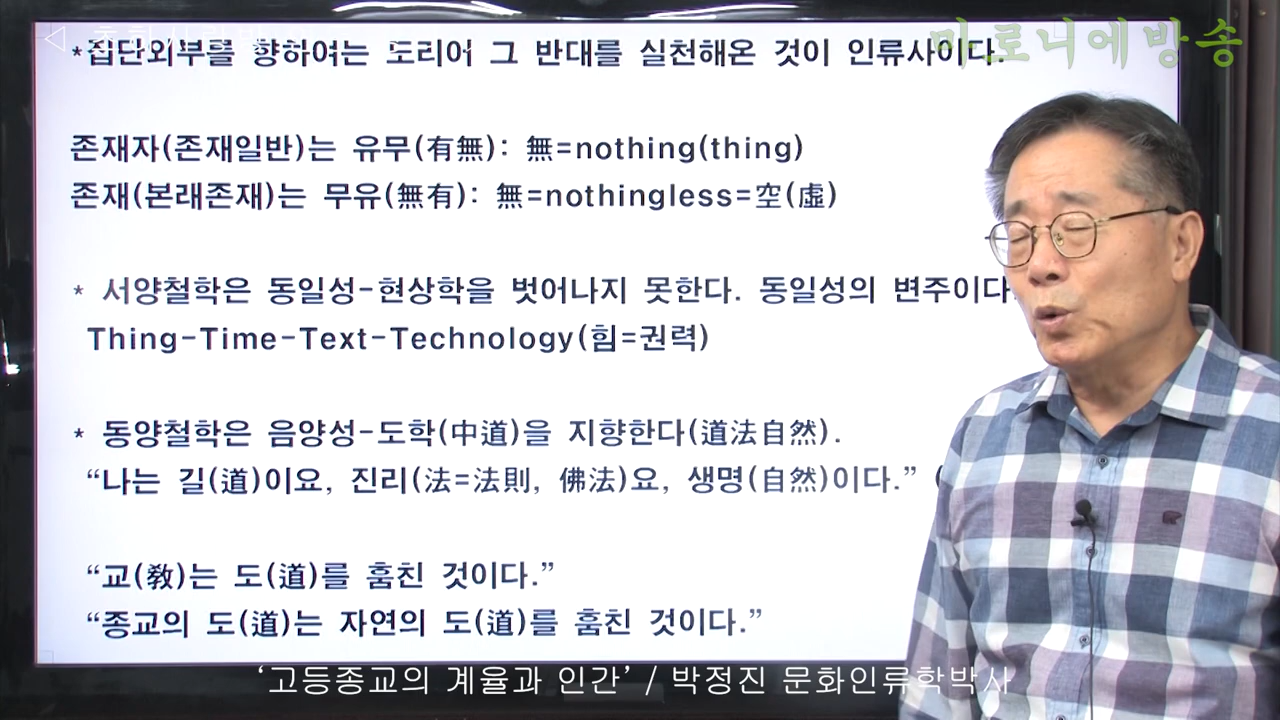 마로니에방송
*집단외부를 향하여는 도리어 그 반대를 실천해온 것이 인류사이다.
존재자(존재일반)는 유무(有無): 無=nothing(thing)
존재(본래존재)는 무유(無有): 無=nothingless=空(虛)
* 서양철학은 동일성-현상학을 벗어나지 못한다. 동일성의 변주이다.
Thing-Time-Text-Technology(힘=권력)
* 동양철학은 음양성-도학(中道)을 지향한다(道法自然).
“나는 길(道)이요, 진리(法=法則, 佛法)요, 생명(自然)이다.” (
“교(敎)는 도(道)를 훔친 것이다.”
“종교의 도(道)는 자연의 도(道)를 훔친 것이다.”
‘고등종교의 계율과 인간’ / 박정진 문화인류학박사